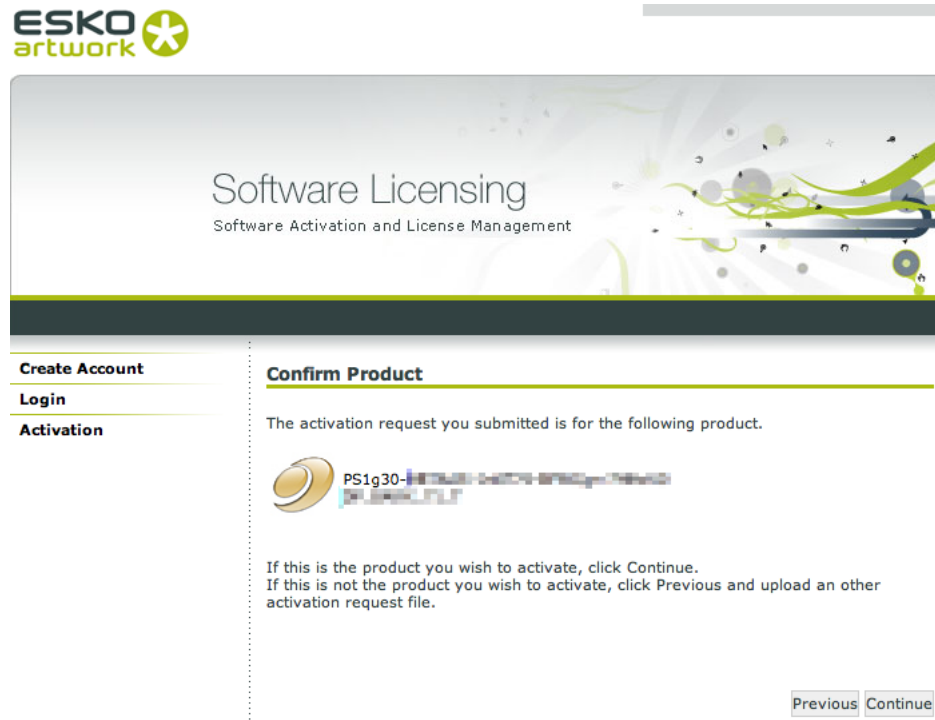 ESKO
artwork
Software Licensing
Software Activation and License Management
Create Account
Login
Activation
Confirm Product
The activation request you submitted is for the following product.
PS1g30-
If this is the product you wish to activate, click Continue.
If this is not the product you wish to activate, click Previous and upload an other
activation request file.
Previous Continue